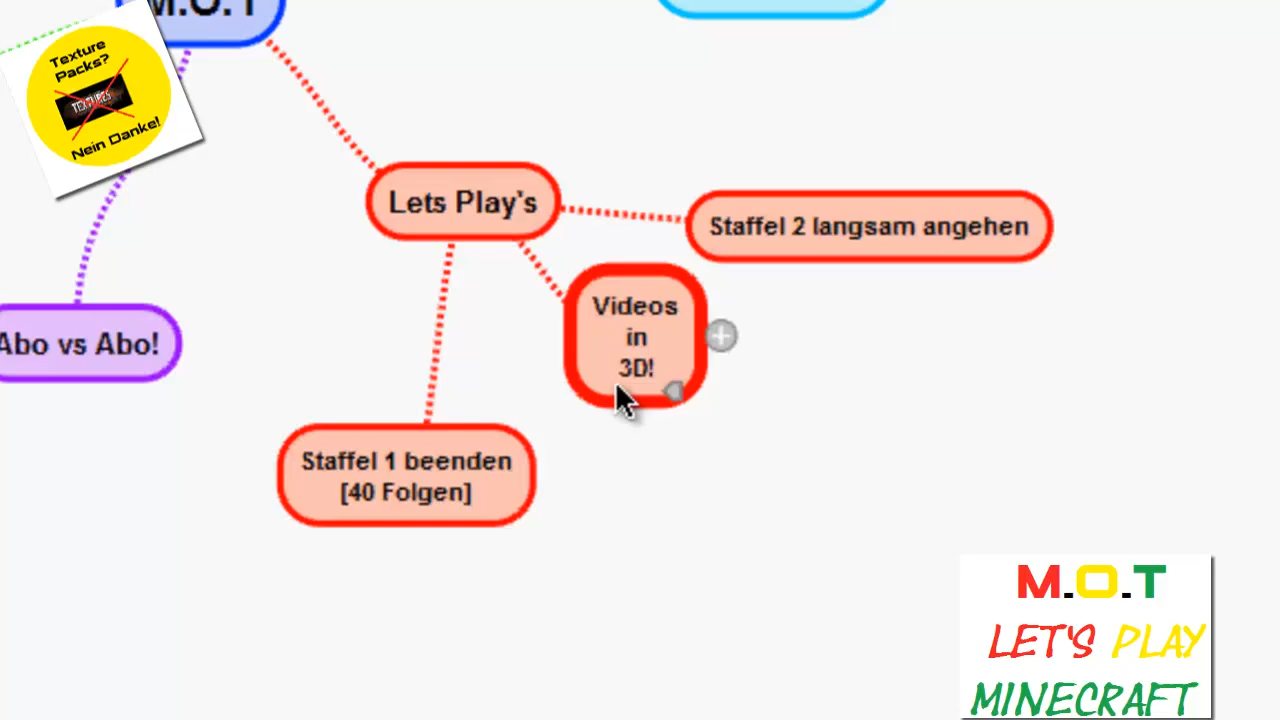 M.O.T
Texture
Packs?
TEXTURES
Nein Danke!
Lets Play's
Staffel 2 langsam angehen
Videos
in
3D!
Abo vs Abo!
Staffel 1 beenden
[40 Folgen]
M.O.T
LET'S PLAY
MINECRAFT